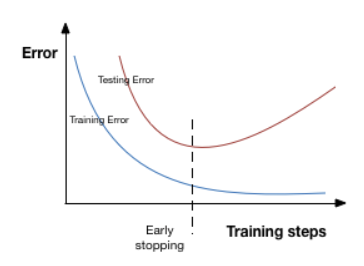 Error
Testing Error
Training Error
Early
stopping
Training steps